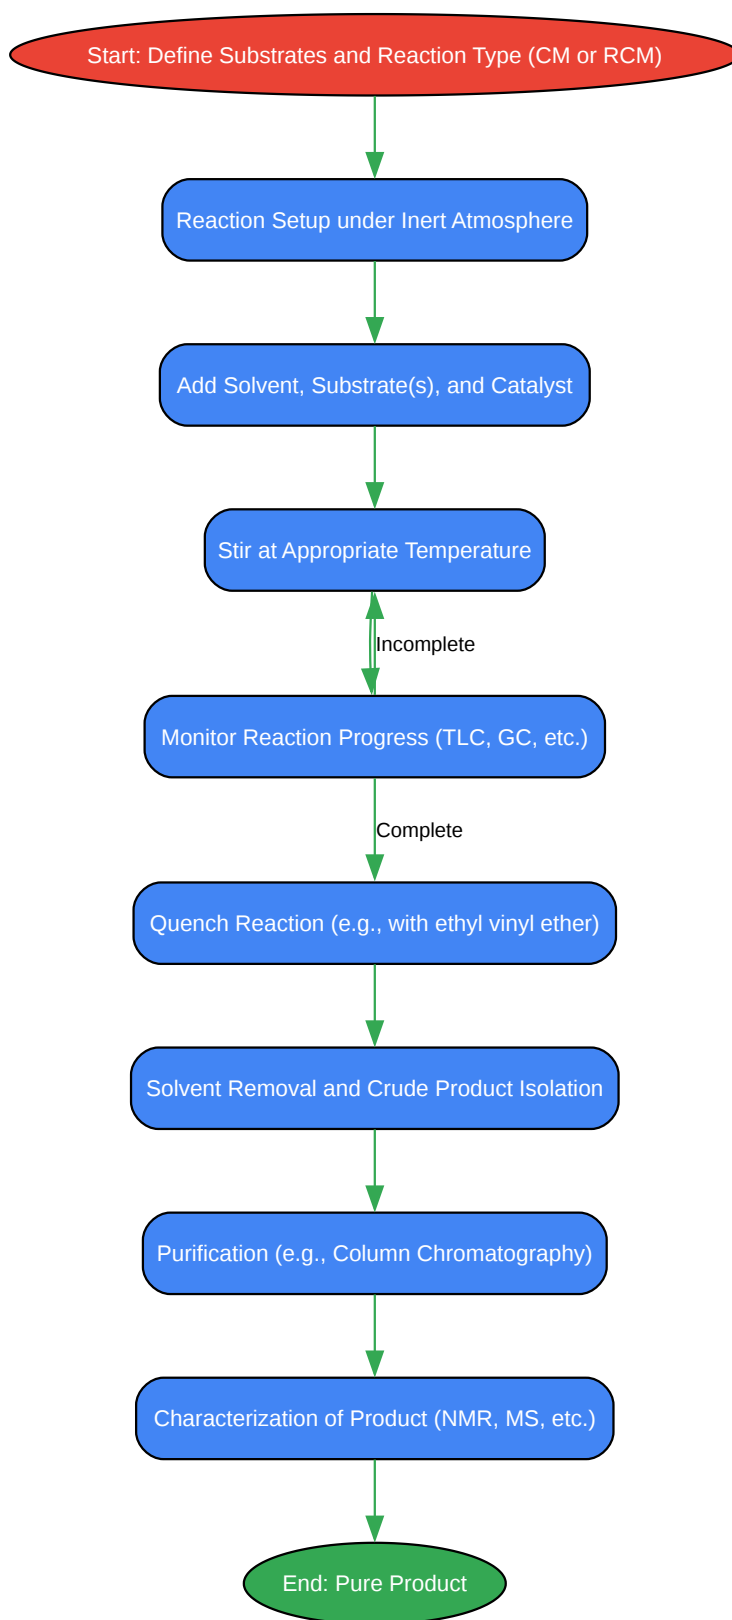 Start: Define Substrates and Reaction Type (CM or RCM)
Reaction Setup under Inert Atmosphere
Add Solvent, Substrate(s), and Catalyst
Stir at Appropriate Temperature
Incomplete
Monitor Reaction Progress (TLC, GC, etc.)
Complete
Quench Reaction (e.g., with ethyl vinyl ether)
Solvent Removal and Crude Product Isolation
Purification (e.g., Column Chromatography)
Characterization of Product (NMR, MS, etc.)
End: Pure Product